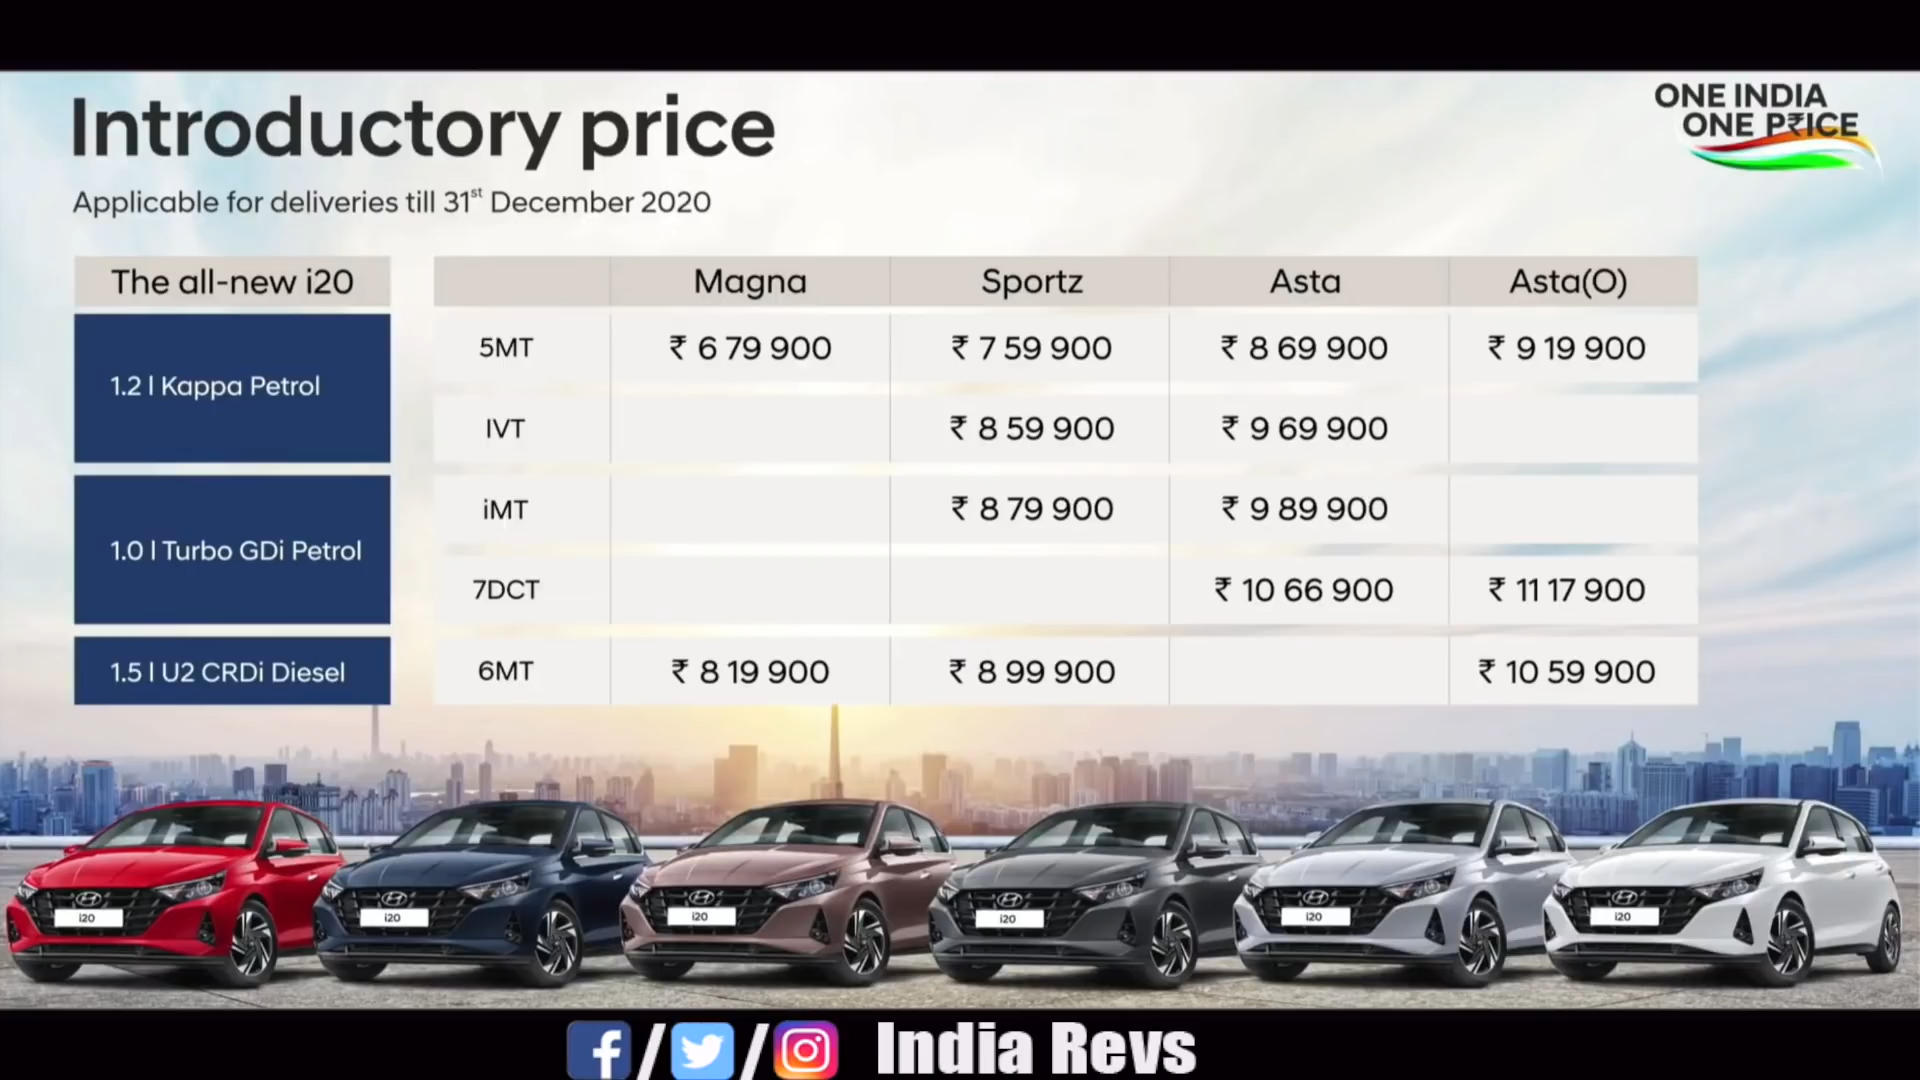 Introductory price
Applicable for deliveries till 31st December 2020
ONE INDIA
ONE P₹ICE
The all-new i20 Magna Sportz Asta Asta(O)
1.2 l Kappa Petrol
5MT ₹ 6 79 900 ₹ 7 59 900 ₹ 8 69 900 ₹ 9 19 900
IVT ₹ 8 59 900 ₹ 9 69 900
1.0 l Turbo GDi Petrol
iMT ₹ 8 79 900 ₹ 9 89 900
7DCT ₹ 10 66 900 ₹ 11 17 900
1.5 l U2 CRDi Diesel 6MT ₹ 8 19 900 ₹ 8 99 900 ₹ 10 59 900
i20 i20 i20 i20 i20 i20
f / / India Revs